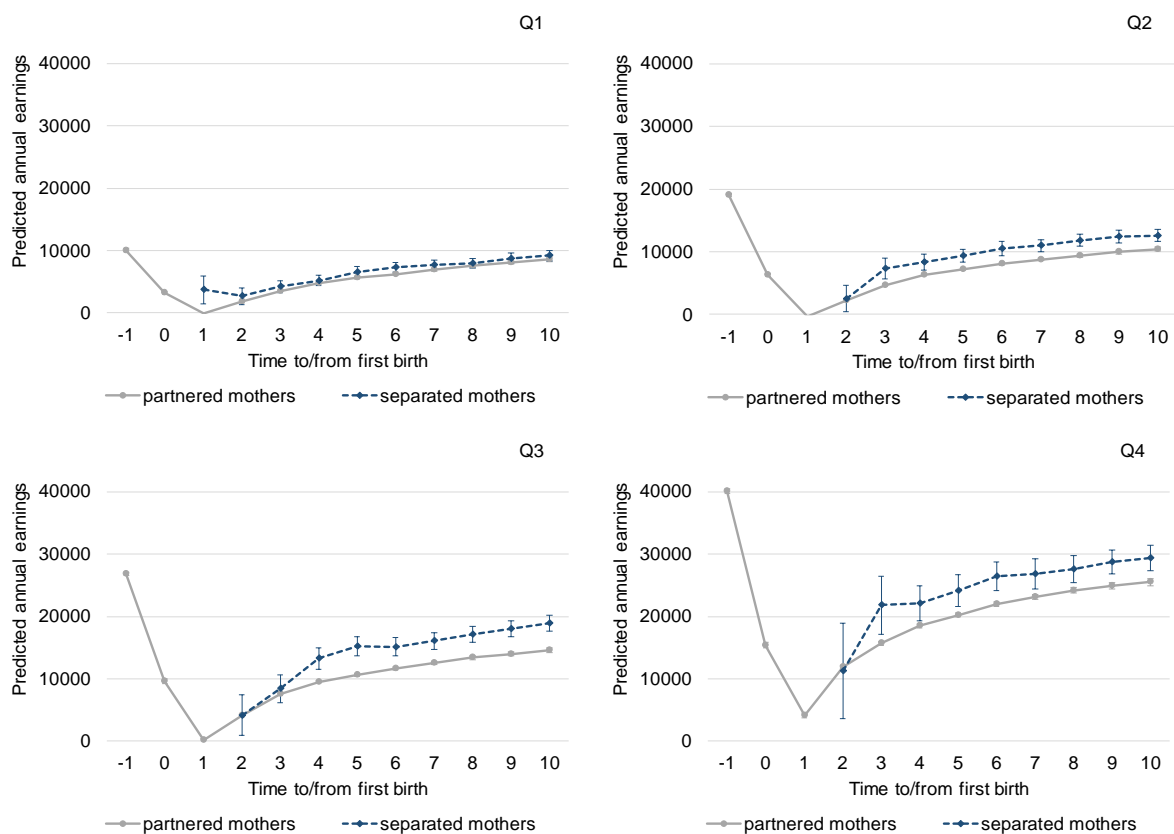 Q1
Predicted annual earnings
40000
30000
20000
10000
0
-1 0 1 2 3 4 5 6 7 8 9 10
Time to/from first birth
partnered mothers separated mothers
Q2
Predicted annual earnings
40000
30000
20000
10000
0
-1 0 1 2 3 4 5 6 7 8 9 10
Time to/from first birth
partnered mothers separated mothers
Q3
Predicted annual earnings
40000
30000
20000
10000
0
-1 0 1 2 3 4 5 6 7 8 9 10
Time to/from first birth
partnered mothers separated mothers
Q4
Predicted annual earnings
40000
30000
20000
10000
0
-1 0 1 2 3 4 5 6 7 8 9 10
Time to/from first birth
partnered mothers separated mothers